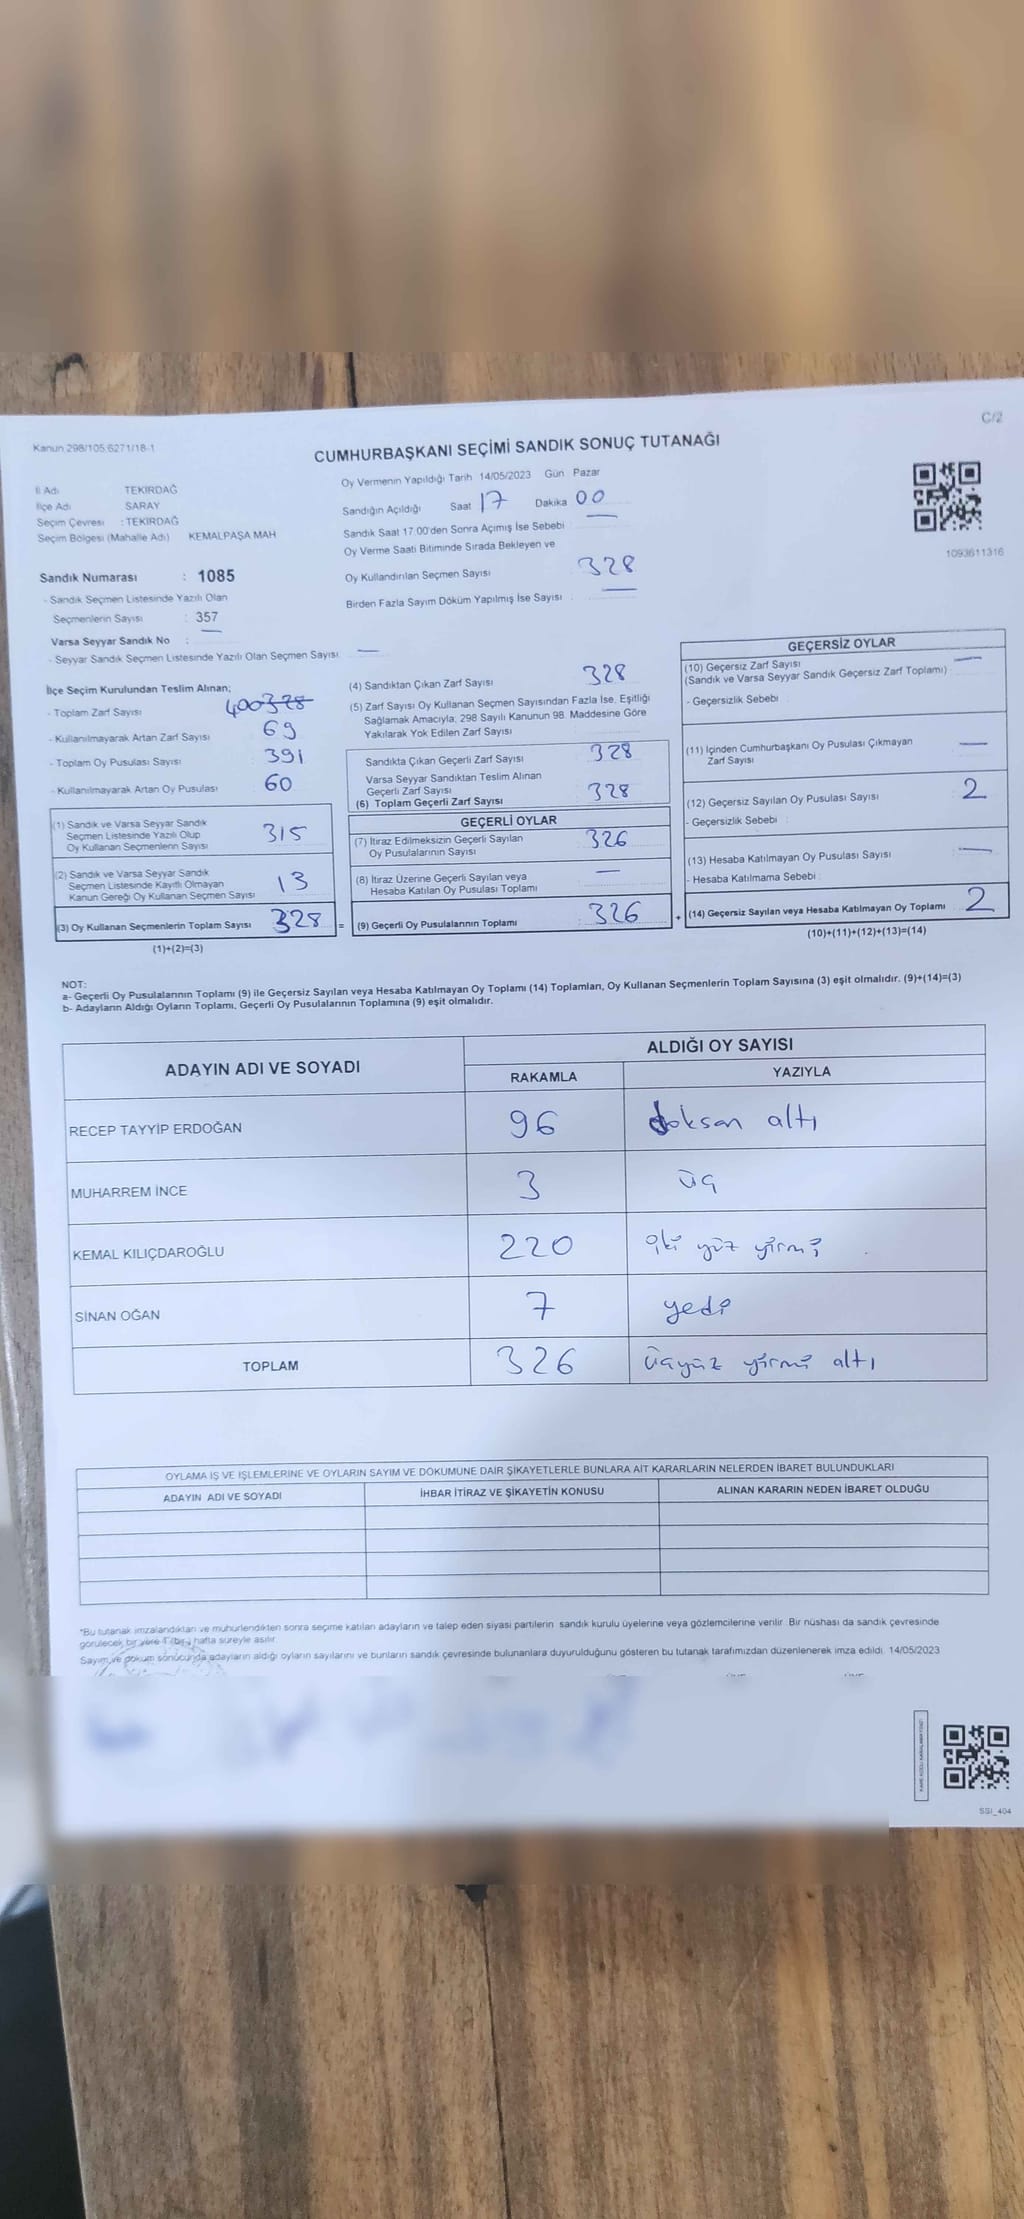 C/2
Kanun 298/105,6271/18-1
CUMHURBAŞKANI SEÇİMİ SANDIK SONUÇ TUTANAĞI
İl Adı TEKİRDAĞ
İlçe Adı SARAY
Seçim Çevresi : TEKİRDAĞ
Seçim Bölgesi (Mahalle Adı) KEMALPAŞA MAH
Sandık Numarası : 1085
- Sandık Seçmen Listesinde Yazılı Olan
Seçmenlerin Sayısı : 357
Varsa Seyyar Sandık No : —
- Seyyar Sandık Seçmen Listesinde Yazılı Olan Seçmen Sayısı —
Oy Vermenin Yapıldığı Tarih 14/05/2023 Gün Pazar
Sandığın Açıldığı Saat 17 Dakika 00
Sandık Saat 17:00'den Sonra Açımış İse Sebebi —
Oy Verme Saati Bitiminde Sırada Bekleyen ve
Oy Kullandırılan Seçmen Sayısı 328
Birden Fazla Sayım Döküm Yapılmış İse Sayısı : —
1093611316
İlçe Seçim Kurulundan Teslim Alınan;
- Toplam Zarf Sayısı 400 328
- Kullanılmayarak Artan Zarf Sayısı 69
- Toplam Oy Pusulası Sayısı 391
- Kullanılmayarak Artan Oy Pusulası 60
(1) Sandık ve Varsa Seyyar Sandık
Seçmen Listesinde Yazılı Olup
Oy Kullanan Seçmenlerin Sayısı 315
(2) Sandık ve Varsa Seyyar Sandık
Seçmen Listesinde Kayıtlı Olmayan
Kanun Gereği Oy Kullanan Seçmen Sayısı 13
(3) Oy Kullanan Seçmenlerin Toplam Sayısı 328 =
(1)+(2)=(3)
(4) Sandıktan Çıkan Zarf Sayısı 328
(5) Zarf Sayısı Oy Kullanan Seçmen Sayısından Fazla İse, Eşitliği
Sağlamak Amacıyla; 298 Sayılı Kanunun 98. Maddesine Göre
Yakılarak Yok Edilen Zarf Sayısı
Sandıkta Çıkan Geçerli Zarf Sayısı 328
Varsa Seyyar Sandıktan Teslim Alınan
Geçerli Zarf Sayısı
(6) Toplam Geçerli Zarf Sayısı 328
GEÇERLİ OYLAR
(7) İtiraz Edilmeksizin Geçerli Sayılan
Oy Pusulalarının Sayısı 326
(8) İtiraz Üzerine Geçerli Sayılan veya
Hesaba Katılan Oy Pusulası Toplamı —
(9) Geçerli Oy Pusulalarının Toplamı : 326 +
GEÇERSİZ OYLAR
(10) Geçersiz Zarf Sayısı —
(Sandık ve Varsa Seyyar Sandık Geçersiz Zarf Toplamı)
- Geçersizlik Sebebi
(11) İçinden Cumhurbaşkanı Oy Pusulası Çıkmayan
Zarf Sayısı —
(12) Geçersiz Sayılan Oy Pusulası Sayısı 2
- Geçersizlik Sebebi :
(13) Hesaba Katılmayan Oy Pusulası Sayısı —
- Hesaba Katılmama Sebebi
(14) Geçersiz Sayılan veya Hesaba Katılmayan Oy Toplamı 2
(10)+(11)+(12)+(13)=(14)
NOT:
a- Geçerli Oy Pusulalarının Toplamı (9) ile Geçersiz Sayılan veya Hesaba Katılmayan Oy Toplamı (14) Toplamları, Oy Kullanan Seçmenlerin Toplam Sayısına (3) eşit olmalıdır. (9)+(14)=(3)
b- Adayların Aldığı Oyların Toplamı, Geçerli Oy Pusulalarının Toplamına (9) eşit olmalıdır.
ADAYIN ADI VE SOYADI
ALDIĞI OY SAYISI
RAKAMLA YAZIYLA
RECEP TAYYİP ERDOĞAN 96 doksan altı
MUHARREM İNCE 3 üç
KEMAL KILIÇDAROĞLU 220 iki yüz yirmi
SİNAN OĞAN 7 yedi
TOPLAM 326 üçyüz yirmi altı
OYLAMA İŞ VE İŞLEMLERİNE VE OYLARIN SAYIM VE DÖKÜMÜNE DAİR ŞİKAYETLERLE BUNLARA AİT KARARLARIN NELERDEN İBARET BULUNDUKLARI
ADAYIN ADI VE SOYADI İHBAR İTİRAZ VE ŞİKAYETİN KONUSU ALINAN KARARIN NEDEN İBARET OLDUĞU
*Bu tutanak imzalandıktan ve mühürlendikten sonra seçime katılan adayların ve talep eden siyasi partilerin sandık kurulu üyelerine veya gözlemcilerine verilir. Bir nüshası da sandık çevresinde
görülecek bir yere 1 (bir) hafta süreyle asılır.
Sayım ve döküm sonucunda adayların aldığı oyların sayılarını ve bunların sandık çevresinde bulunanlara duyurulduğunu gösteren bu tutanak tarafımızdan düzenlenerek imza edildi. 14/05/2023
SSI_404